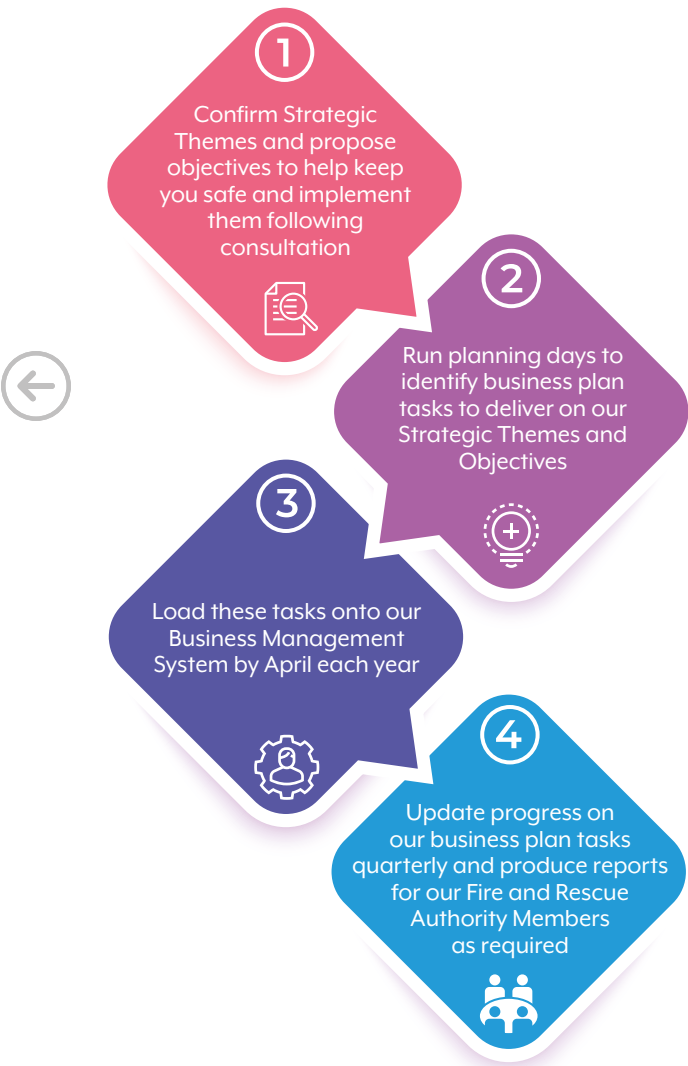 1
Confirm Strategic
Themes and propose
objectives to help keep
you safe and implement
them following
consultation
2
Run planning days to
identify business plan
tasks to deliver on our
Strategic Themes and
Objectives
3
Load these tasks onto our
Business Management
System by April each year
4
Update progress on
our business plan tasks
quarterly and produce reports
for our Fire and Rescue
Authority Members
as required